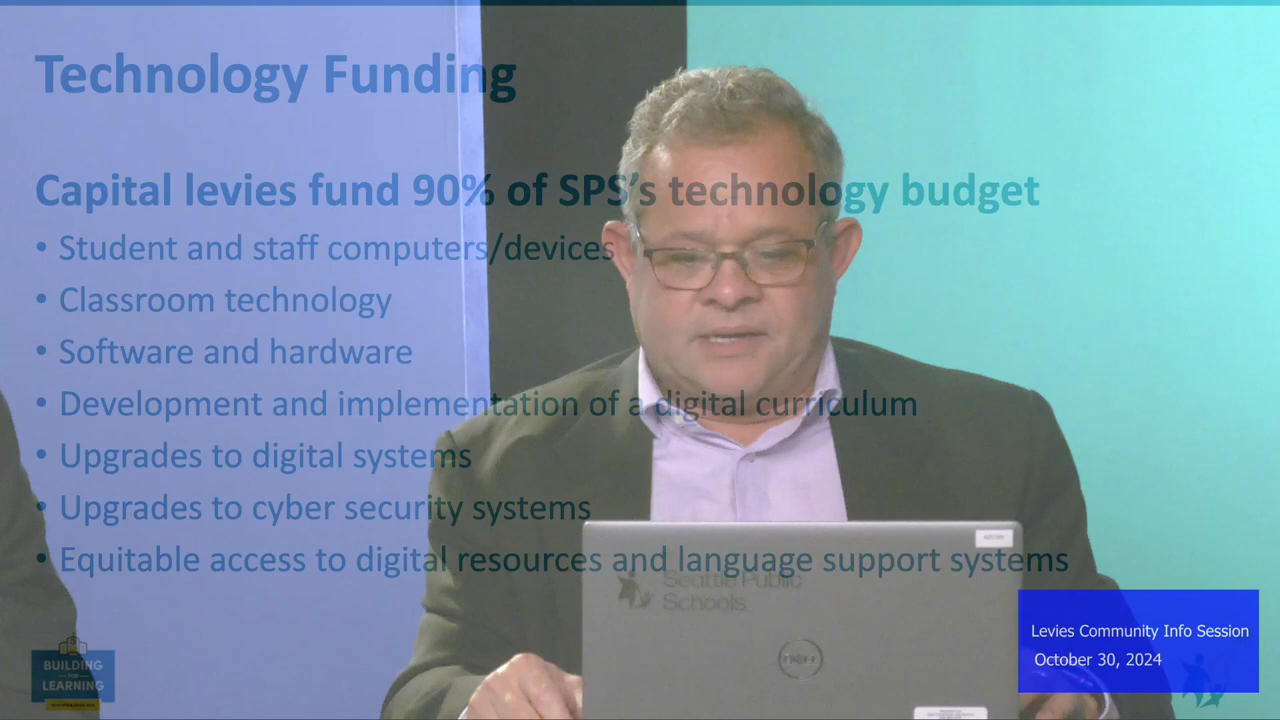 Technology Funding
Capital levies fund 90% of SPS's technology budget
• Student and staff computers/devices
• Classroom technology
• Software and hardware
• Development and implementation of a digital curriculum
• Upgrades to digital systems
• Upgrades to cyber security systems
• Equitable access to digital resources and language support systems
Seattle Public
Schools
DELL
Levies Community Info Session
October 30, 2024
BUILDING
FOR
LEARNING